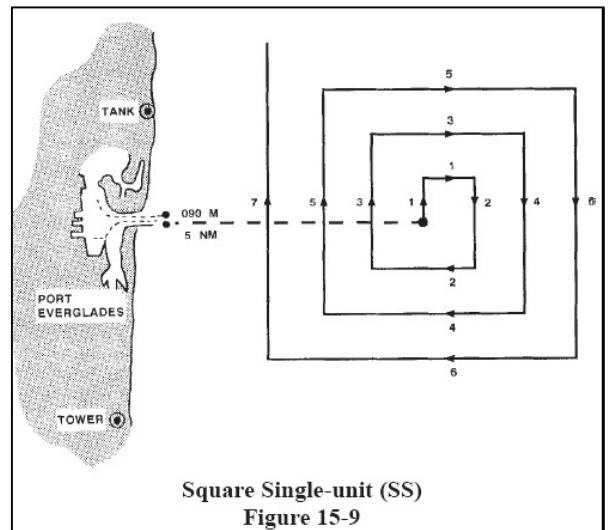 5
TANK
3
1
090 M
7
5
3
1
2
4
6
5 NM
PORT
EVERGLADES
2
4
6
TOWER
Square Single-unit (SS)
Figure 15-9